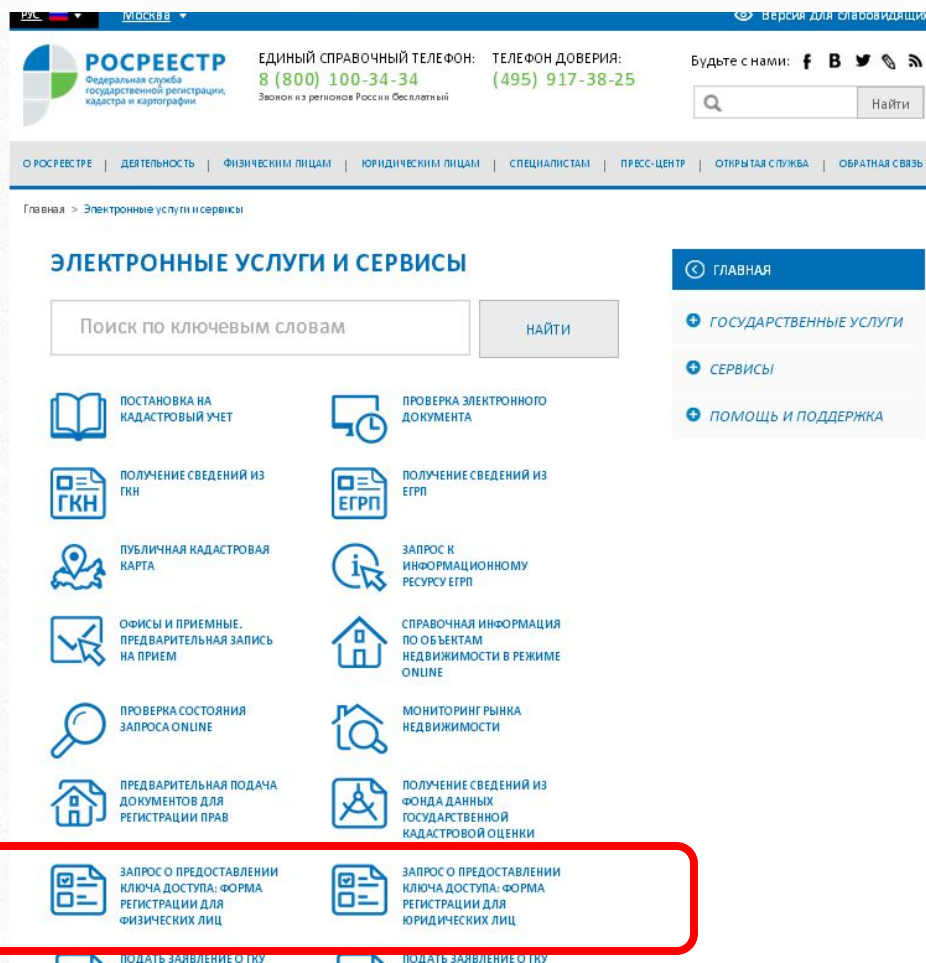 РУС Москва Версия для слабовидящих
РОСРЕЕСТР
Федеральная служба
государственной регистрации,
кадастра и картографии
ЕДИНЫЙ СПРАВОЧНЫЙ ТЕЛЕФОН:
8 (800) 100-34-34
Звонок из регионов России бесплатный
ТЕЛЕФОН ДОВЕРИЯ:
(495) 917-38-25
Будьте с нами:
Найти
О РОСРЕЕСТРЕ | ДЕЯТЕЛЬНОСТЬ | ФИЗИЧЕСКИМ ЛИЦАМ | ЮРИДИЧЕСКИМ ЛИЦАМ | СПЕЦИАЛИСТАМ | ПРЕСС-ЦЕНТР | ОТКРЫТАЯ СЛУЖБА | ОБРАТНАЯ СВЯЗЬ
Главная > Электронные услуги и сервисы
ЭЛЕКТРОННЫЕ УСЛУГИ И СЕРВИСЫ
Поиск по ключевым словам
НАЙТИ
ПОСТАНОВКА НА
КАДАСТРОВЫЙ УЧЕТ
ПРОВЕРКА ЭЛЕКТРОННОГО
ДОКУМЕНТА
ГКН
ПОЛУЧЕНИЕ СВЕДЕНИЙ ИЗ
ГКН
ЕГРП
ПОЛУЧЕНИЕ СВЕДЕНИЙ ИЗ
ЕГРП
ПУБЛИЧНАЯ КАДАСТРОВАЯ
КАРТА
ЗАПРОС К
ИНФОРМАЦИОННОМУ
РЕСУРСУ ЕГРП
ОФИСЫ И ПРИЕМНЫЕ.
ПРЕДВАРИТЕЛЬНАЯ ЗАПИСЬ
НА ПРИЕМ
СПРАВОЧНАЯ ИНФОРМАЦИЯ
ПО ОБЪЕКТАМ
НЕДВИЖИМОСТИ В РЕЖИМЕ
ONLINE
ПРОВЕРКА СОСТОЯНИЯ
ЗАПРОСА ONLINE
МОНИТОРИНГ РЫНКА
НЕДВИЖИМОСТИ
ПРЕДВАРИТЕЛЬНАЯ ПОДАЧА
ДОКУМЕНТОВ ДЛЯ
РЕГИСТРАЦИИ ПРАВ
ПОЛУЧЕНИЕ СВЕДЕНИЙ ИЗ
ФОНДА ДАННЫХ
ГОСУДАРСТВЕННОЙ
КАДАСТРОВОЙ ОЦЕНКИ
ЗАПРОС О ПРЕДОСТАВЛЕНИИ
КЛЮЧА ДОСТУПА: ФОРМА
РЕГИСТРАЦИИ ДЛЯ
ФИЗИЧЕСКИХ ЛИЦ
ЗАПРОС О ПРЕДОСТАВЛЕНИИ
КЛЮЧА ДОСТУПА: ФОРМА
РЕГИСТРАЦИИ ДЛЯ
ЮРИДИЧЕСКИХ ЛИЦ
ПОДАТЬ ЗАЯВЛЕНИЕ О ГКУ
ПОДАТЬ ЗАЯВЛЕНИЕ О ГКУ
ГЛАВНАЯ
ГОСУДАРСТВЕННЫЕ УСЛУГИ
СЕРВИСЫ
ПОМОЩЬ И ПОДДЕРЖКА